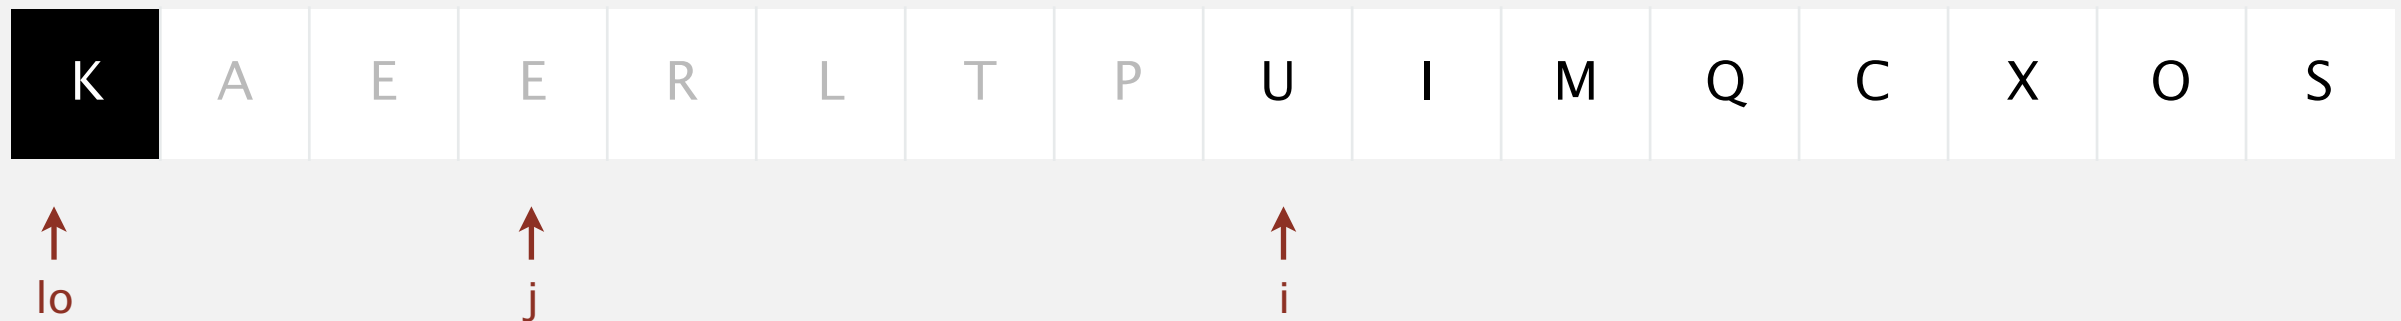 K A E E R L T P U I M Q C X O S
lo j i